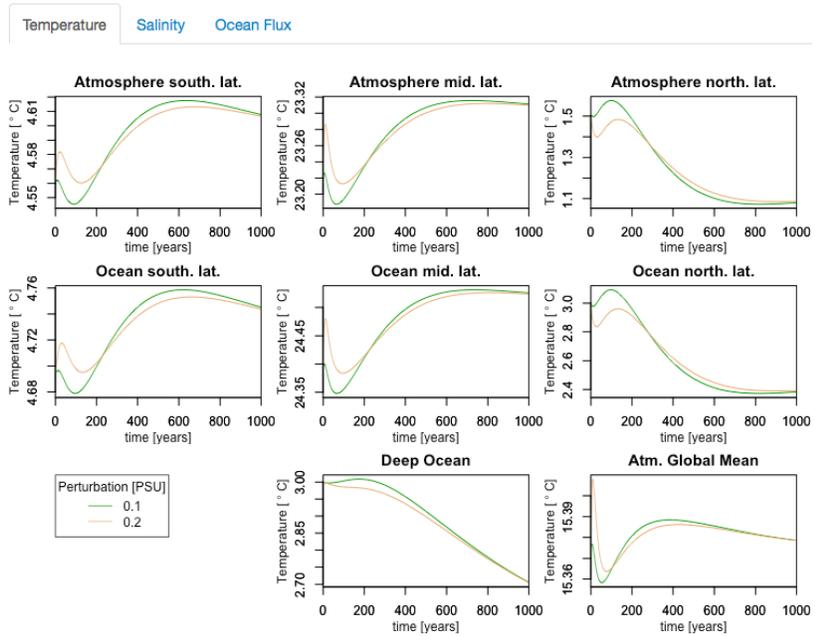 Temperature Salinity Ocean Flux
Atmosphere south. lat. Atmosphere mid. lat. Atmosphere north. lat.
Temperature [ ° C] Temperature [ ° C] Temperature [ ° C]
4.55 4.58 4.61 23.20 23.26 23.32 1.1 1.3 1.5
0 200 400 600 800 1000 0 200 400 600 800 1000 0 200 400 600 800 1000
time [years] time [years] time [years]
Ocean south. lat. Ocean mid. lat. Ocean north. lat.
Temperature [ ° C] Temperature [ ° C] Temperature [ ° C]
4.68 4.72 4.76 24.35 24.45 2.4 2.6 2.8 3.0
0 200 400 600 800 1000 0 200 400 600 800 1000 0 200 400 600 800 1000
time [years] time [years] time [years]
Perturbation [PSU]
0.1
0.2
Deep Ocean Atm. Global Mean
Temperature [ ° C] Temperature [ ° C]
2.70 2.85 3.00 15.36 15.39
0 200 400 600 800 1000 0 200 400 600 800 1000
time [years] time [years]